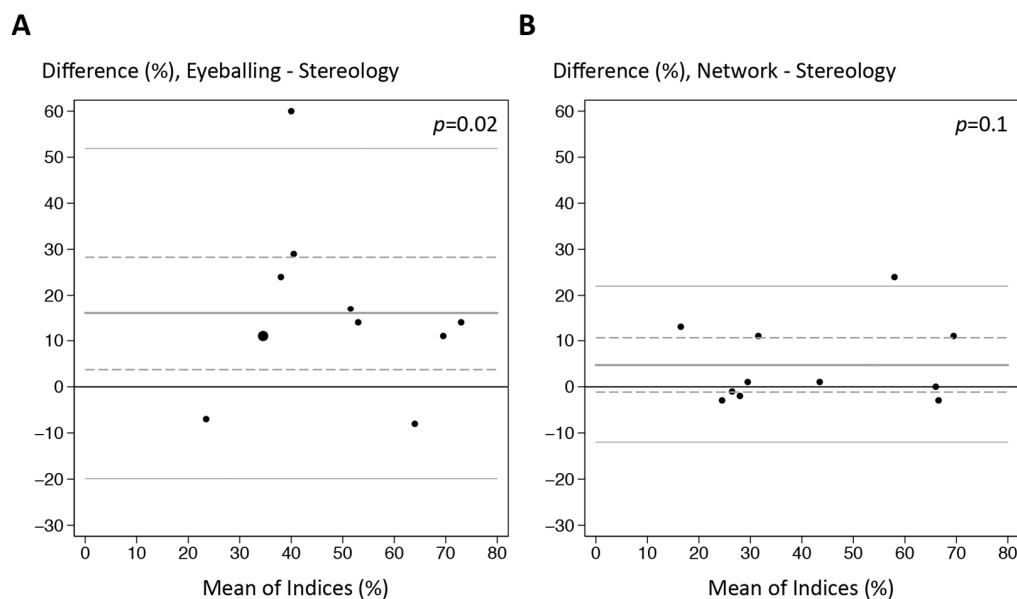 A
B
Difference (%), Eyeballing - Stereology
Difference (%), Network - Stereology
p=0.02
60
50
40
30
20
10
0
−10
−20
−30
0 10 20 30 40 50 60 70 80
Mean of Indices (%)
p=0.1
60
50
40
30
20
10
0
−10
−20
−30
0 10 20 30 40 50 60 70 80
Mean of Indices (%)